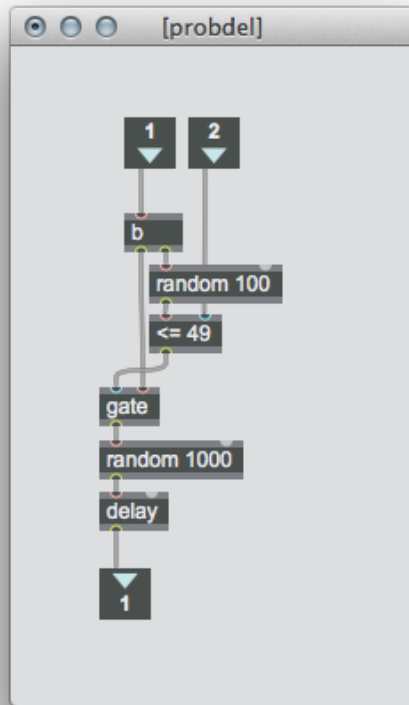 [probdel]
1 2
b
random 100
<= 49
gate
random 1000
delay
1